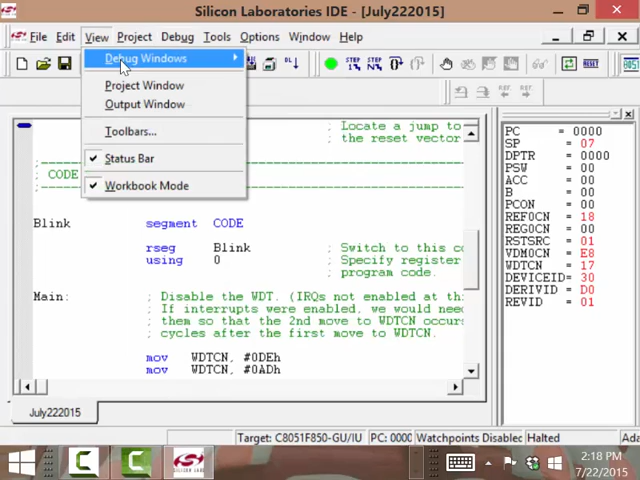 Silicon Laboratories IDE - [July222015]
File Edit View Project Debug Tools Options Window Help
Debug Windows
Project Window
Output Window
Toolbars...
Status Bar
Workbook Mode
; Locate a jump to
; the reset vector
;
; CODE
;
Blink segment CODE
rseg Blink ; Switch to this co
using 0 ; Specify register
; program code.
Main: ; Disable the WDT. (IRQs not enabled at thi
; If interrupts were enabled, we would need
; them so that the 2nd move to WDTCN occurs
; cycles after the first move to WDTCN.
mov WDTCN, #0DEh
mov WDTCN, #0ADh
PC = 0000
SP = 07
DPTR = 0000
PSW = 00
ACC = 00
B = 00
PCON = 00
REF0CN = 18
REG0CN = 00
RSTSRC = 01
VDM0CN = E8
WDTCN = 17
DEVICEID= 30
DERIVID = D0
REVID = 01
July222015
Target: C8051F850-GU/IU PC: 0000 Watchpoints Disabled Halted Ada
2:18 PM
7/22/2015